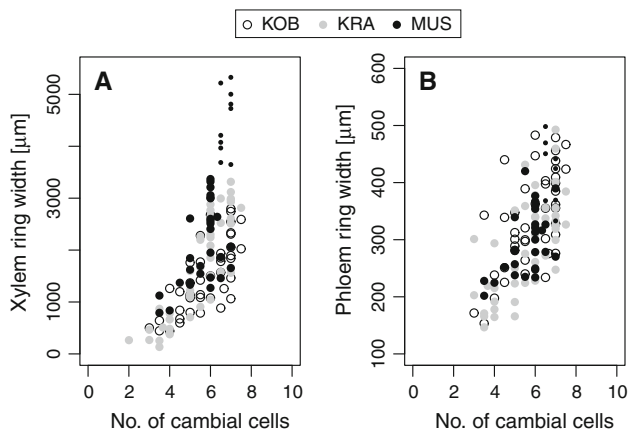 KOB KRA MUS
A
Xylem ring width [µm]
5000
3000
1000
0
0 2 4 6 8 10
No. of cambial cells
B
Phloem ring width [µm]
600
500
400
300
200
100
0 2 4 6 8 10
No. of cambial cells